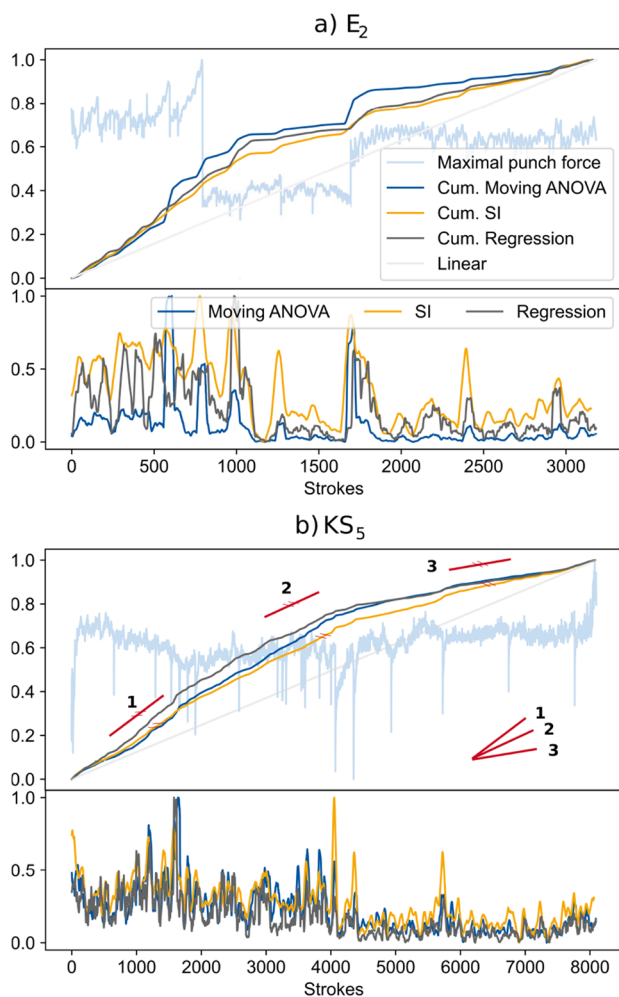 a) E2
1.0
0.8
0.6
0.4
0.2
0.0
Maximal punch force
Cum. Moving ANOVA
Cum. SI
Cum. Regression
Linear
1.0
0.5
0.0
Moving ANOVA SI Regression
0 500 1000 1500 2000 2500 3000
Strokes
b) KS5
1.0
0.8
0.6
0.4
0.2
0.0
1
2
3
1
2
3
1.0
0.5
0.0
0 1000 2000 3000 4000 5000 6000 7000 8000
Strokes